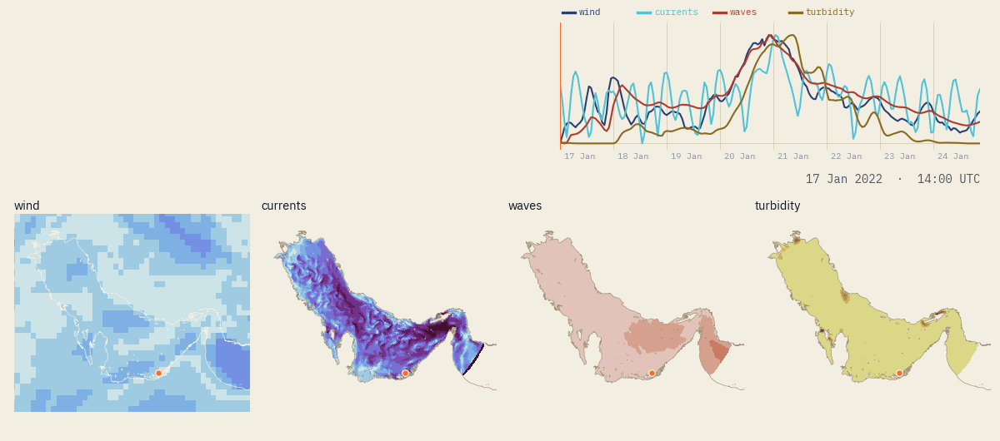 wind currents waves turbidity
17 Jan 18 Jan 19 Jan 20 Jan 21 Jan 22 Jan 23 Jan 24 Jan
17 Jan 2022 · 14:00 UTC
wind currents waves turbidity